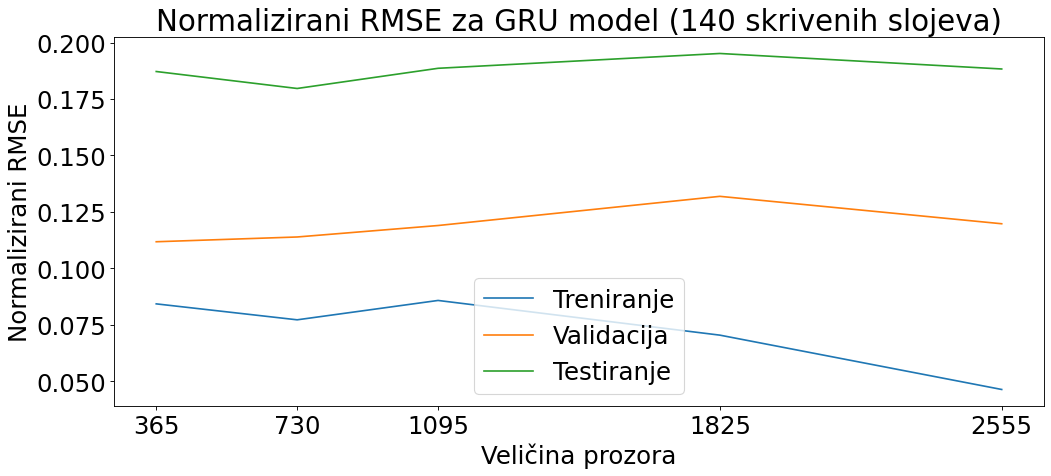 Normalizirani RMSE za GRU model (140 skrivenih slojeva)
Normalizirani RMSE
0.200
0.175
0.150
0.125
0.100
0.075
0.050
Treniranje
Validacija
Testiranje
365 730 1095 1825 2555
Veličina prozora